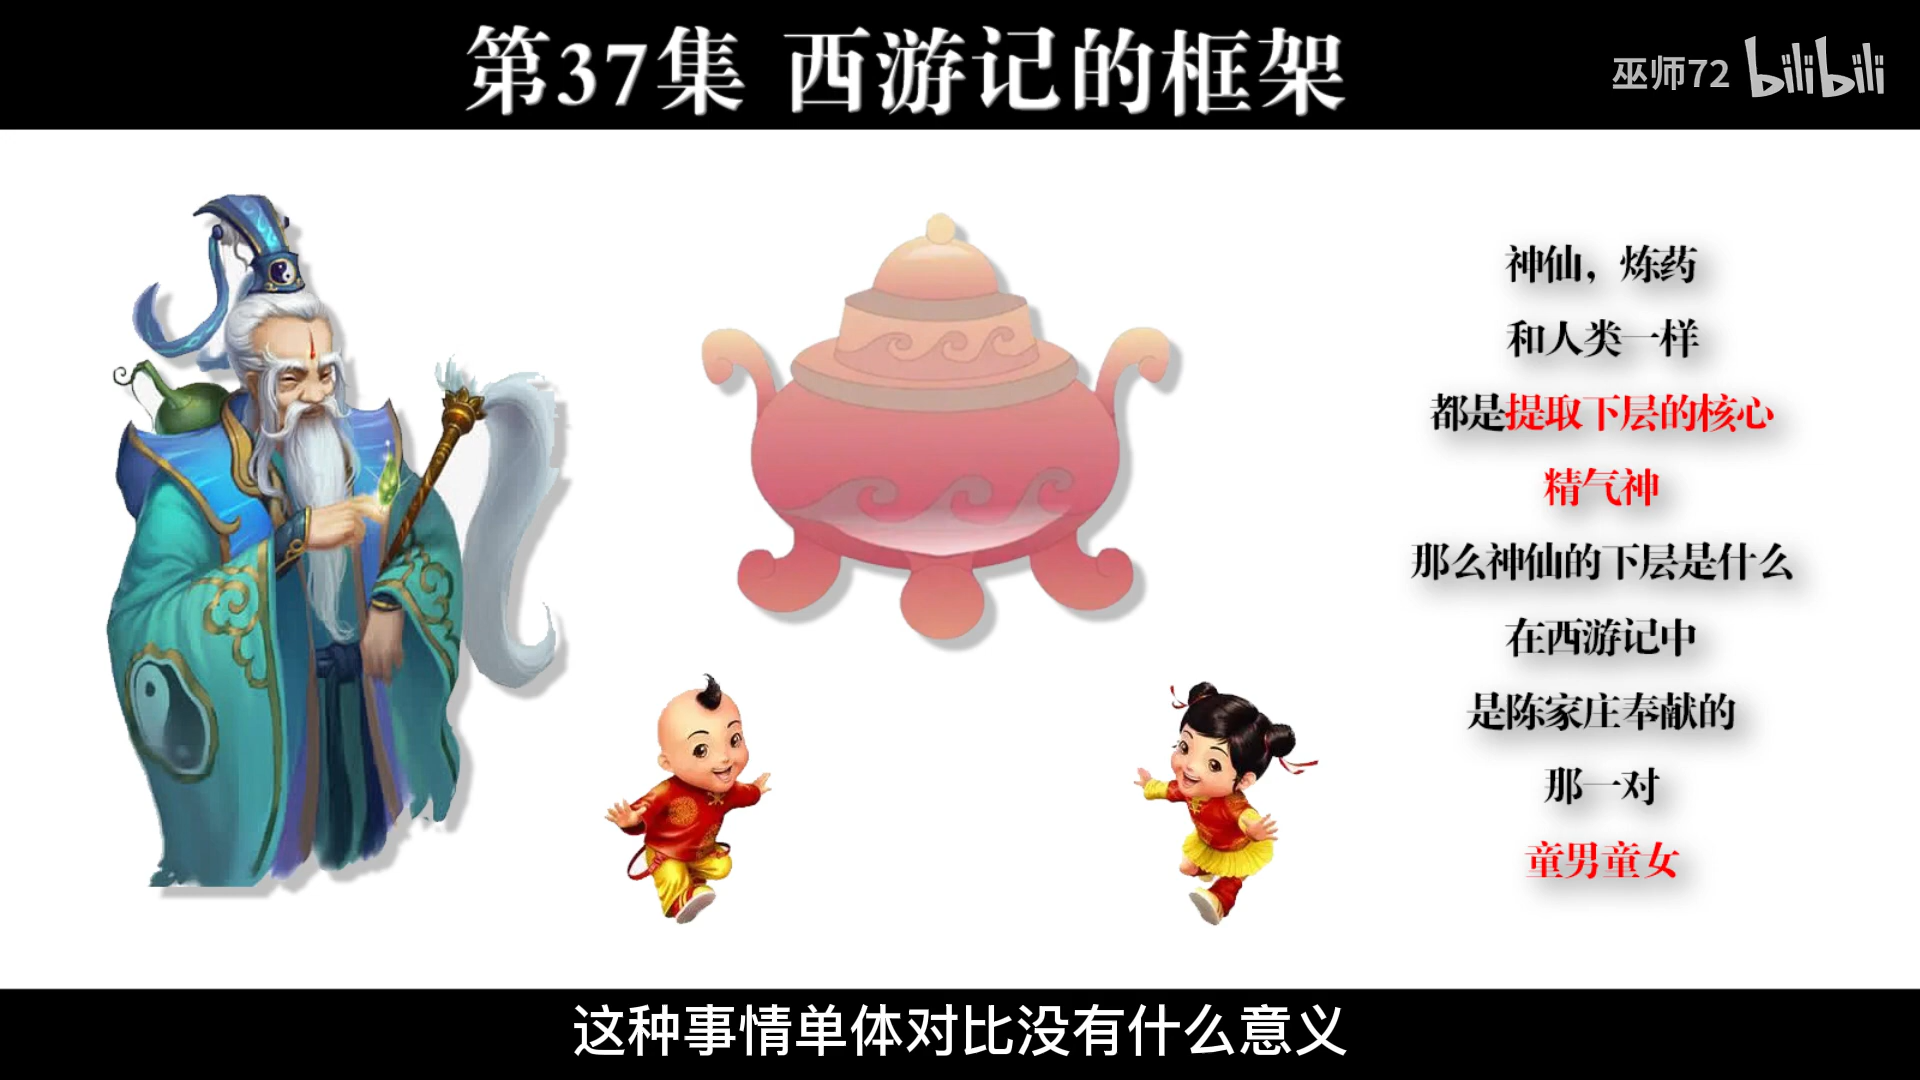 第37集 西游记的框架
巫师72 bilibili
神仙，炼药
和人类一样
都是提取下层的核心
精气神
那么神仙的下层是什么
在西游记中
是陈家庄奉献的
那一对
童男童女
这种事情单体对比没有什么意义